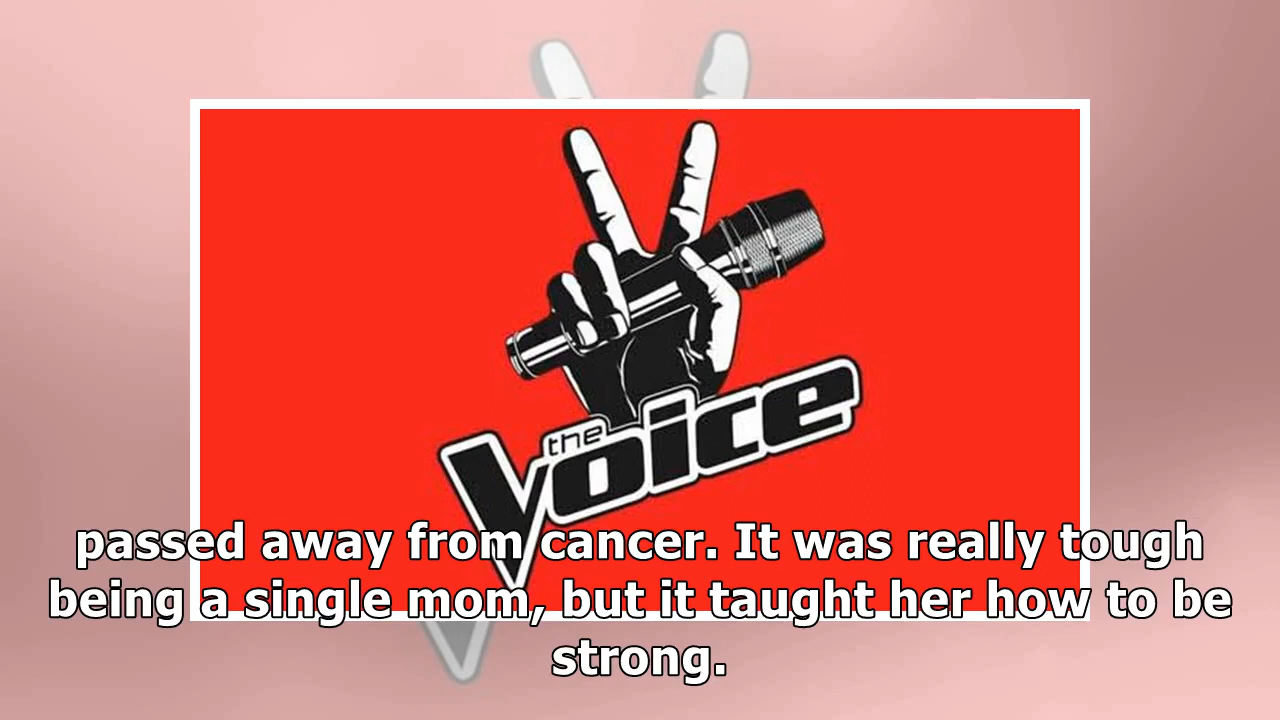 the
Voice
passed away from cancer. It was really tough
being a single mom, but it taught her how to be
strong.